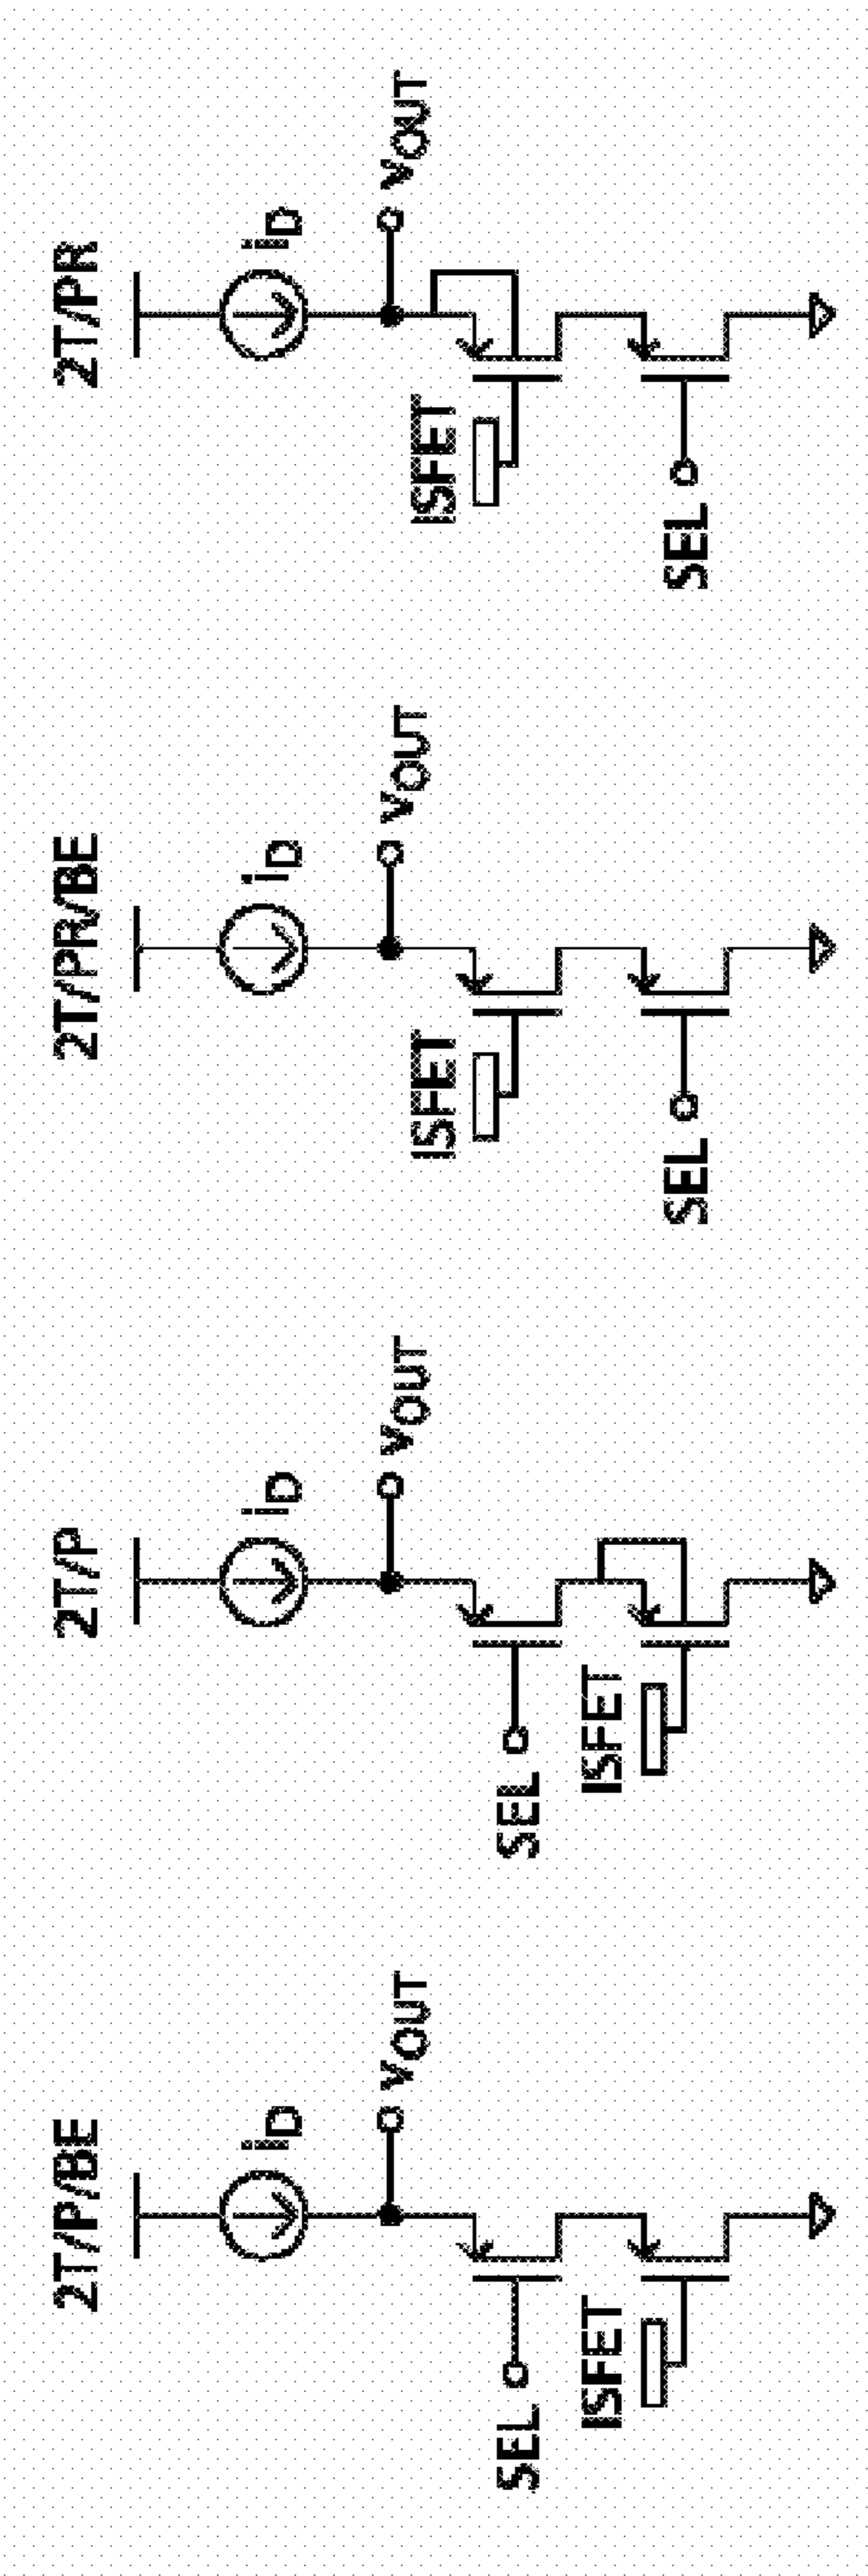 2T/P/BE
iD
VOUT
SEL
ISFET
2T/P
iD
VOUT
SEL
ISFET
2T/PR/BE
iD
VOUT
ISFET
SEL
2T/PR
iD
VOUT
ISFET
SEL